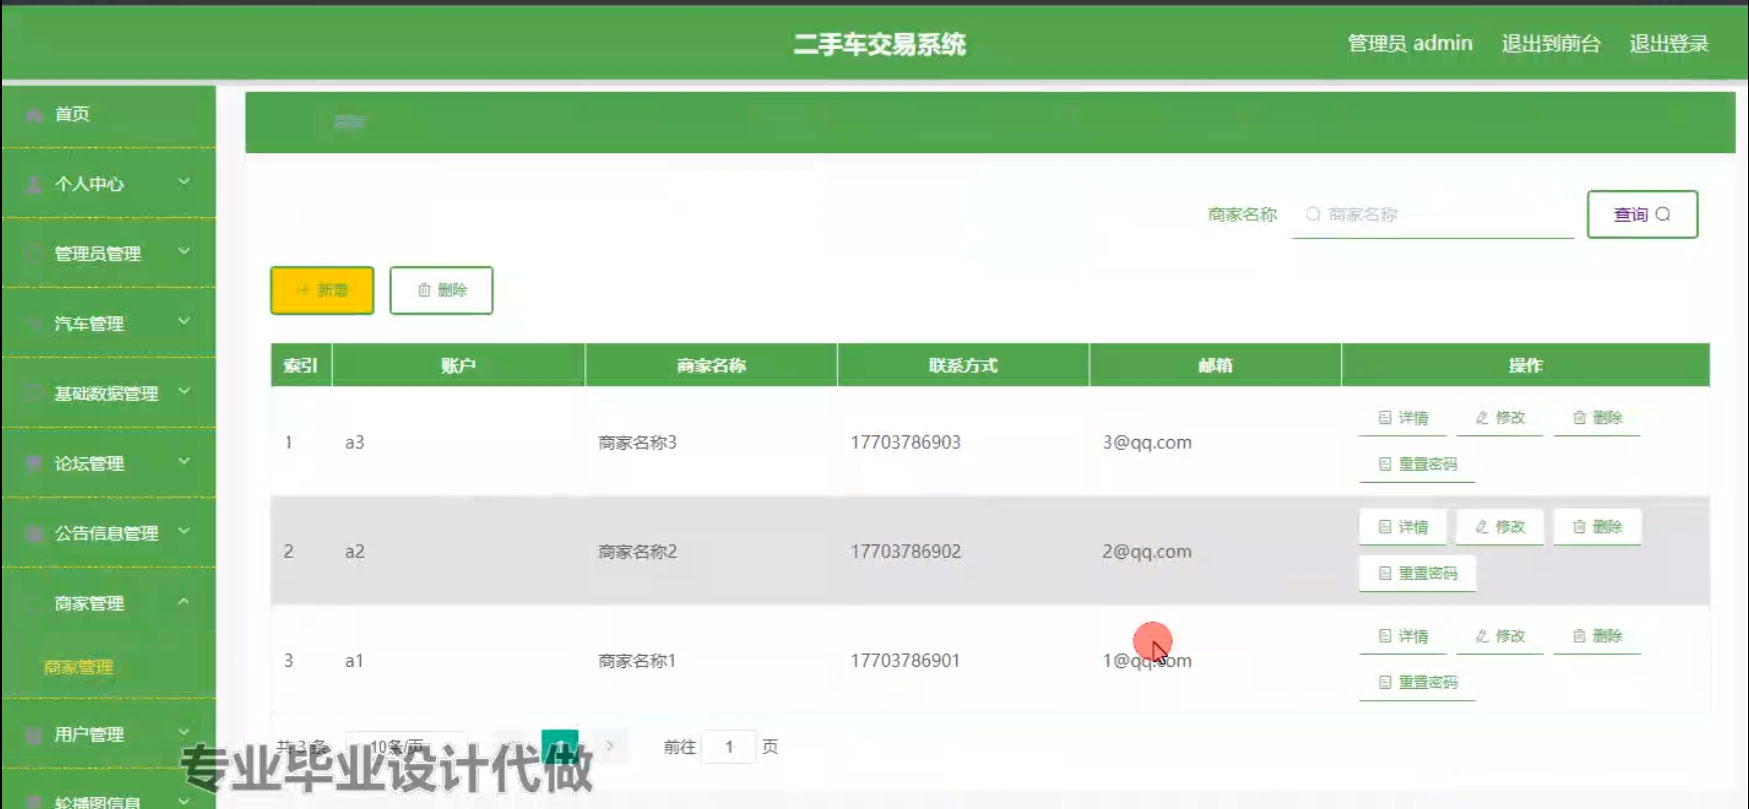 二手车交易系统
管理员 admin 退出到前台 退出登录
首页
个人中心
管理员管理
汽车管理
基础数据管理
论坛管理
公告信息管理
商家管理
商家管理
用户管理
轮播图信息
商家名称 商家名称 查询
新增 删除
索引 账户 商家名称 联系方式 邮箱 操作
1 a3 商家名称3 17703786903 3@qq.com 详情 修改 删除
重置密码
2 a2 商家名称2 17703786902 2@qq.com 详情 修改 删除
重置密码
3 a1 商家名称1 17703786901 1@qq.com 详情 修改 删除
重置密码
共 3 条 10条/页 1 前往 1 页
专业毕业设计代做